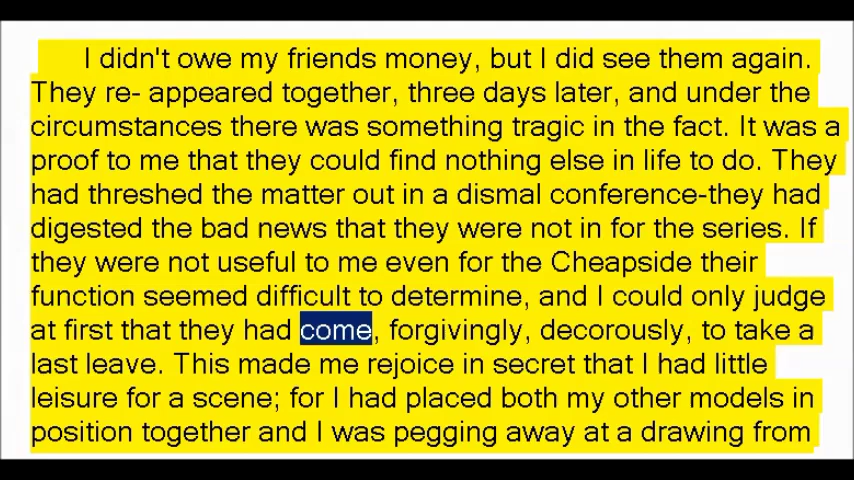 I didn't owe my friends money, but I did see them again.
They re- appeared together, three days later, and under the
circumstances there was something tragic in the fact. It was a
proof to me that they could find nothing else in life to do. They
had threshed the matter out in a dismal conference-they had
digested the bad news that they were not in for the series. If
they were not useful to me even for the Cheapside their
function seemed difficult to determine, and I could only judge
at first that they had come, forgivingly, decorously, to take a
last leave. This made me rejoice in secret that I had little
leisure for a scene; for I had placed both my other models in
position together and I was pegging away at a drawing from